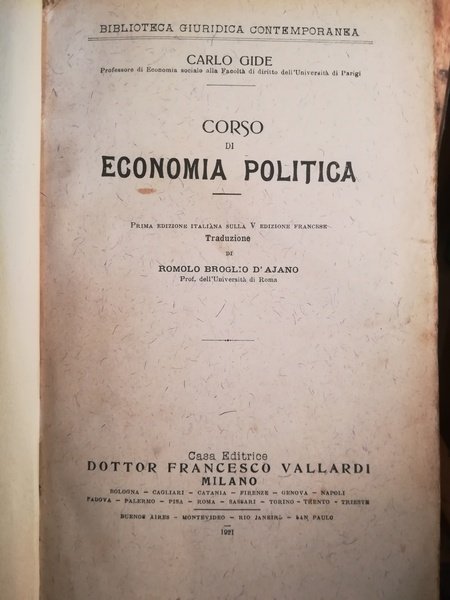 BIBLIOTECA GIURIDICA CONTEMPORANEA
CARLO GIDE
Professore di Economia sociale alla Facoltà di diritto dell'Università di Parigi
CORSO
DI
ECONOMIA POLITICA
PRIMA EDIZIONE ITALIANA SULLA V EDIZIONE FRANCESE
Traduzione
DI
ROMOLO BROGLIO D'AJANO
Prof. dell'Università di Roma
Casa Editrice
DOTTOR FRANCESCO VALLARDI
MILANO
BOLOGNA - CAGLIARI - CATANIA - FIRENZE - GENOVA - NAPOLI
PADOVA - PALERMO - PISA - ROMA - SASSARI - TORINO - TRENTO - TRIESTE
BUENOS AIRES - MONTEVIDEO - RIO JANEIRO - SAN PAULO
1921